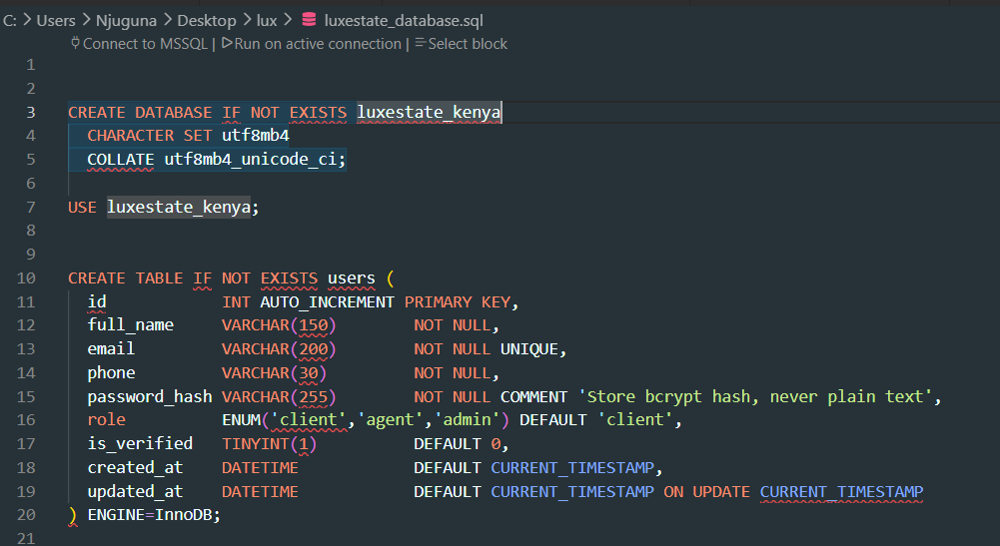 C: > Users > Njuguna > Desktop > lux > luxestate_database.sql
Connect to MSSQL | Run on active connection | Select block
1
2
3 CREATE DATABASE IF NOT EXISTS luxestate_kenya
4   CHARACTER SET utf8mb4
5   COLLATE utf8mb4_unicode_ci;
6
7 USE luxestate_kenya;
8
9
10 CREATE TABLE IF NOT EXISTS users (
11   id            INT AUTO_INCREMENT PRIMARY KEY,
12   full_name     VARCHAR(150)        NOT NULL,
13   email         VARCHAR(200)        NOT NULL UNIQUE,
14   phone         VARCHAR(30)         NOT NULL,
15   password_hash VARCHAR(255)        NOT NULL COMMENT 'Store bcrypt hash, never plain text',
16   role          ENUM('client','agent','admin') DEFAULT 'client',
17   is_verified   TINYINT(1)          DEFAULT 0,
18   created_at    DATETIME            DEFAULT CURRENT_TIMESTAMP,
19   updated_at    DATETIME            DEFAULT CURRENT_TIMESTAMP ON UPDATE CURRENT_TIMESTAMP
20 ) ENGINE=InnoDB;
21